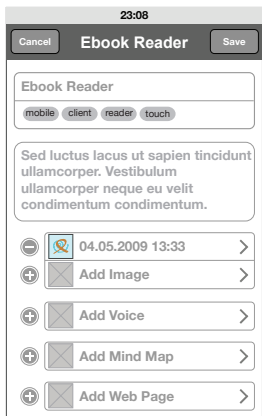 23:08
Cancel Ebook Reader Save
Ebook Reader
mobile client reader touch
Sed luctus lacus ut sapien tincidunt
ullamcorper. Vestibulum
ullamcorper neque eu velit
condimentum condimentum.
04.05.2009 13:33
Add Image
Add Voice
Add Mind Map
Add Web Page